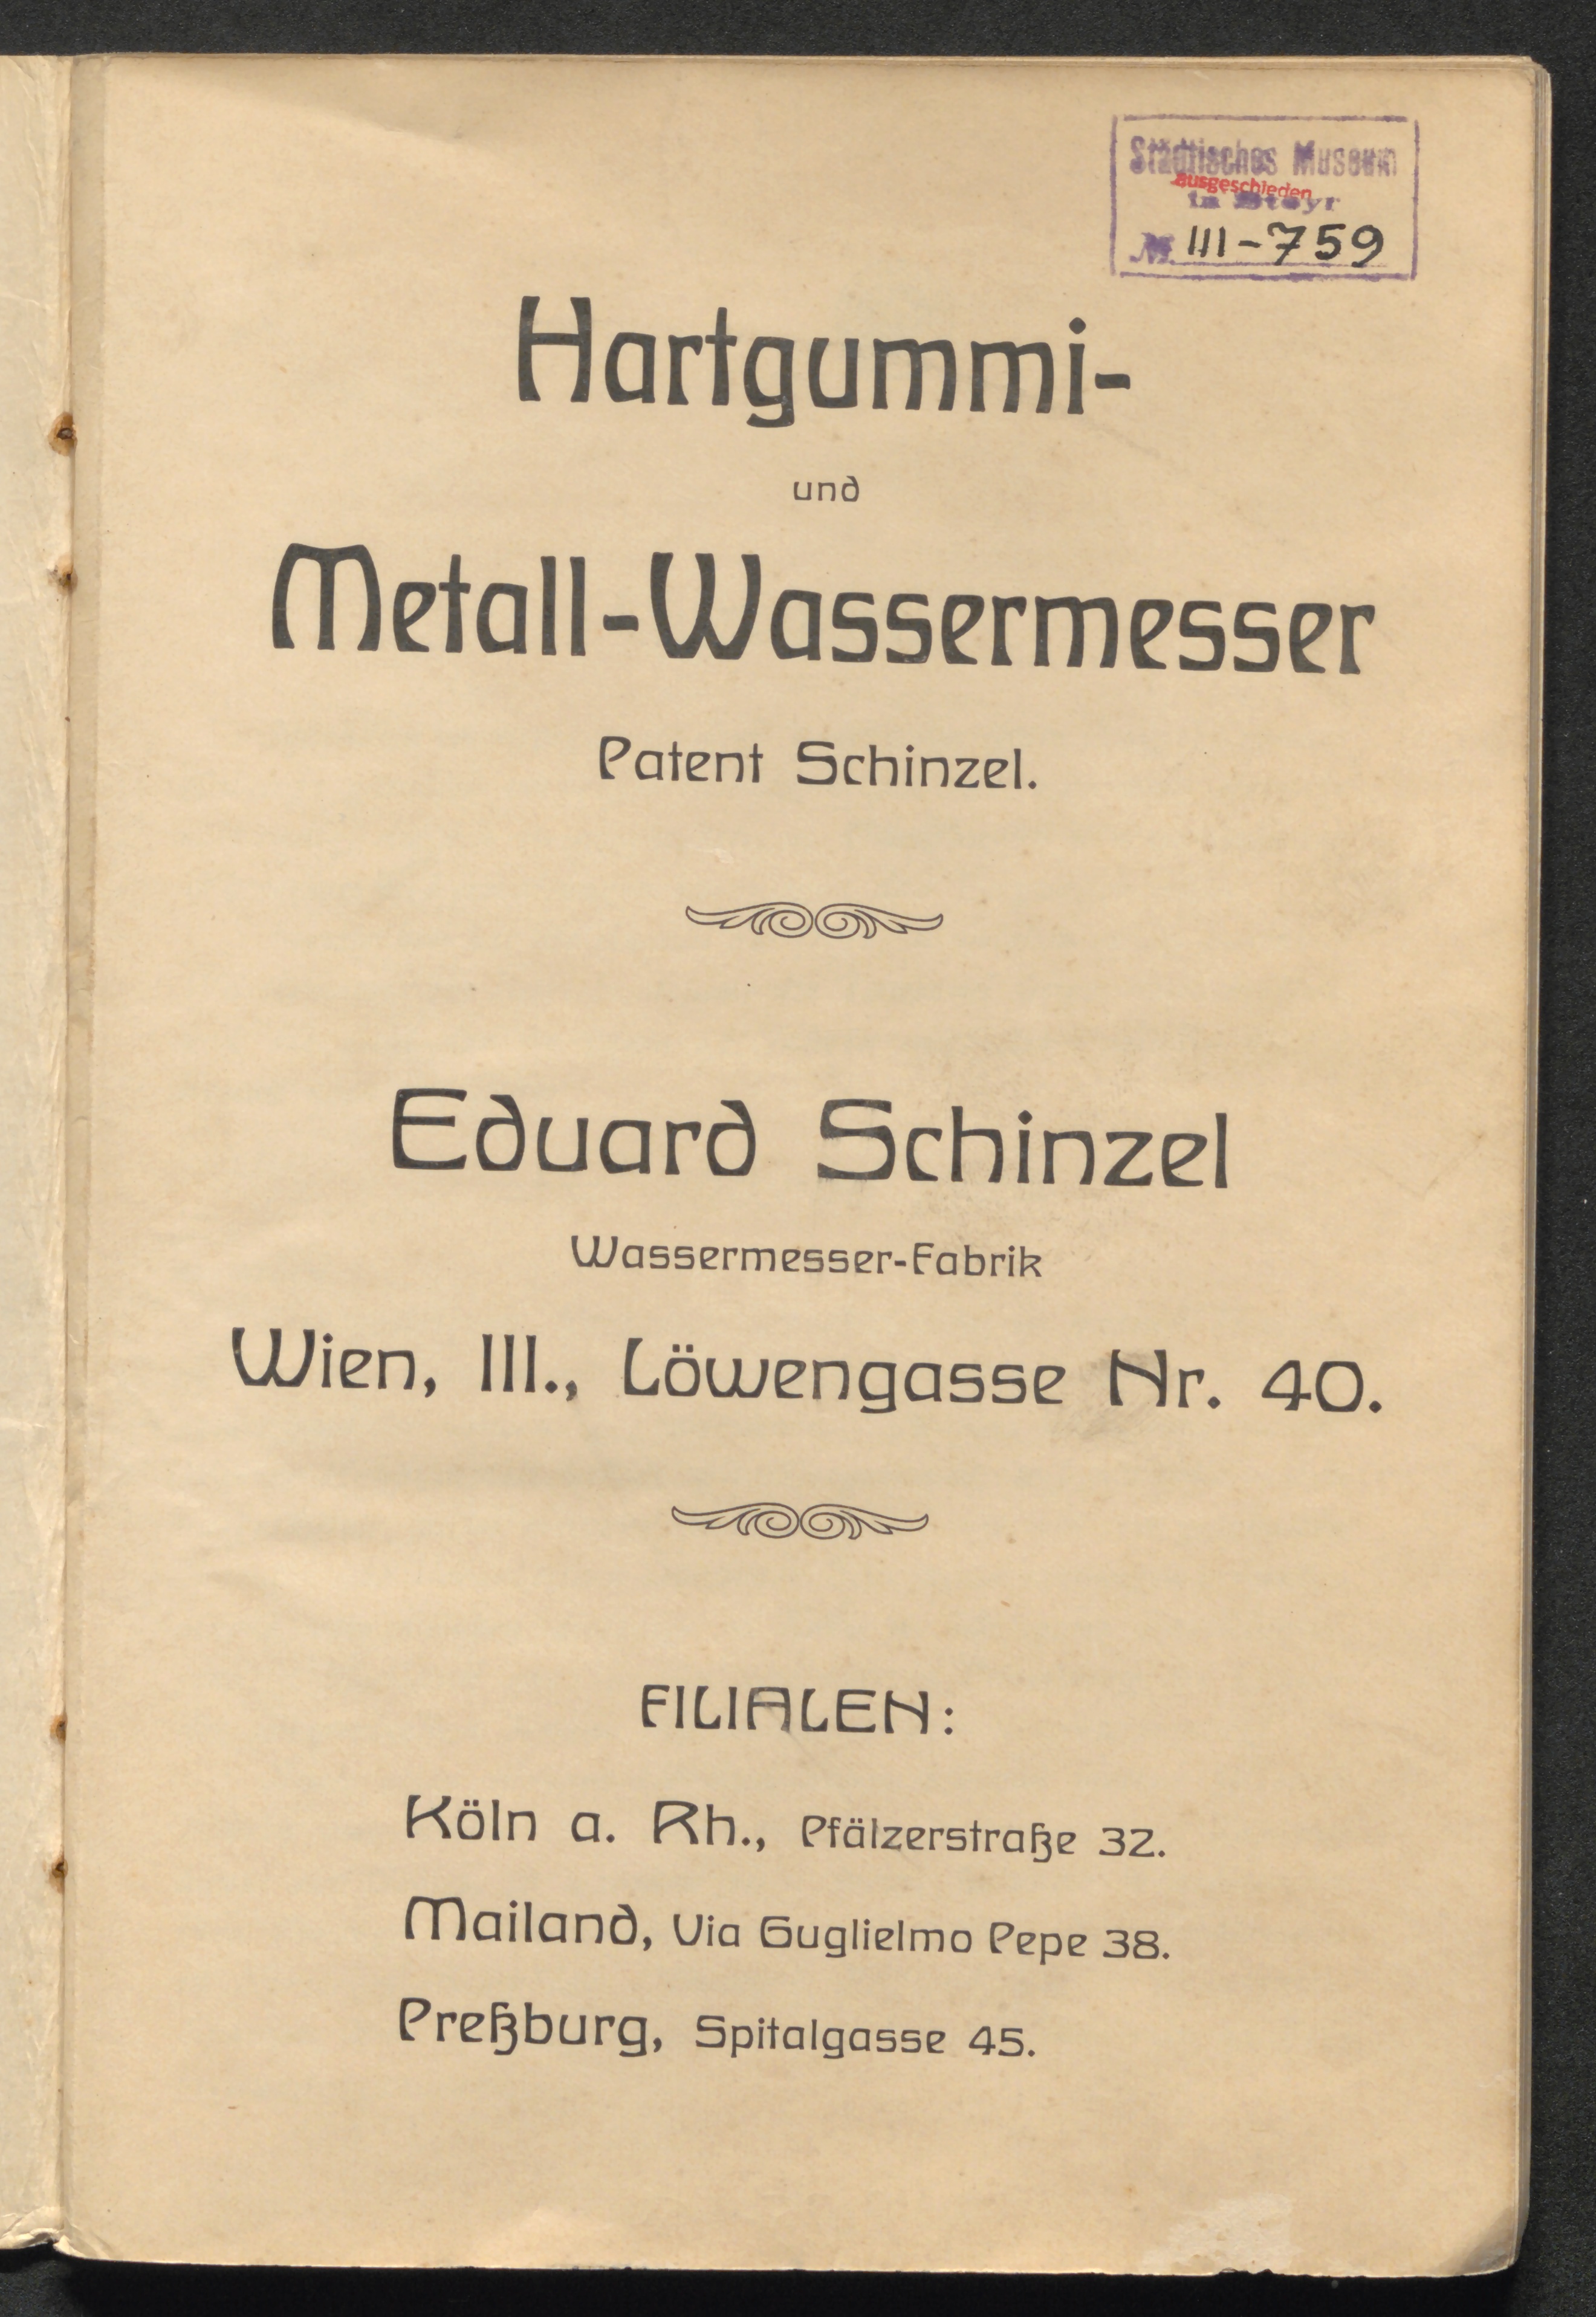 Städtisches Museum
ausgeschieden
in Steyr
№. III-759
Hartgummi-
und
Metall-Wassermesser
Patent Schinzel.
Eduard Schinzel
Wassermesser-Fabrik
Wien, III., Löwengasse Nr. 40.
FILIALEN:
Köln a. Rh., Pfälzerstraße 32.
Mailand, Via Guglielmo Pepe 38.
Preßburg, Spitalgasse 45.